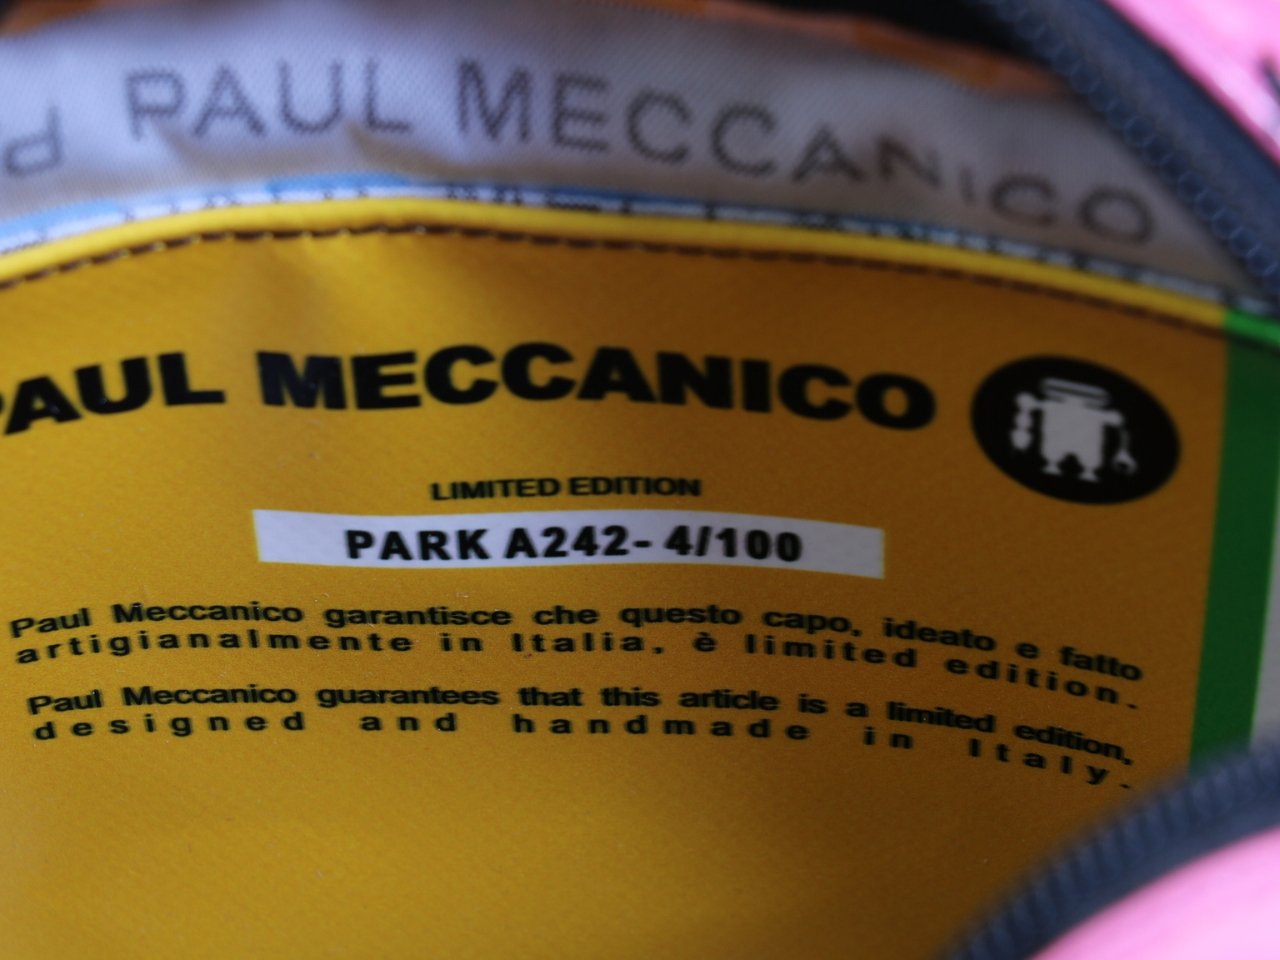 PAUL MECCANICO
PAUL MECCANICO
LIMITED EDITION
PARK A242- 4/100
Paul Meccanico garantisce che questo capo, ideato e fatto
artigianalmente in Italia, è limited edition.
Paul Meccanico guarantees that this article is a limited edition,
designed and handmade in Italy.